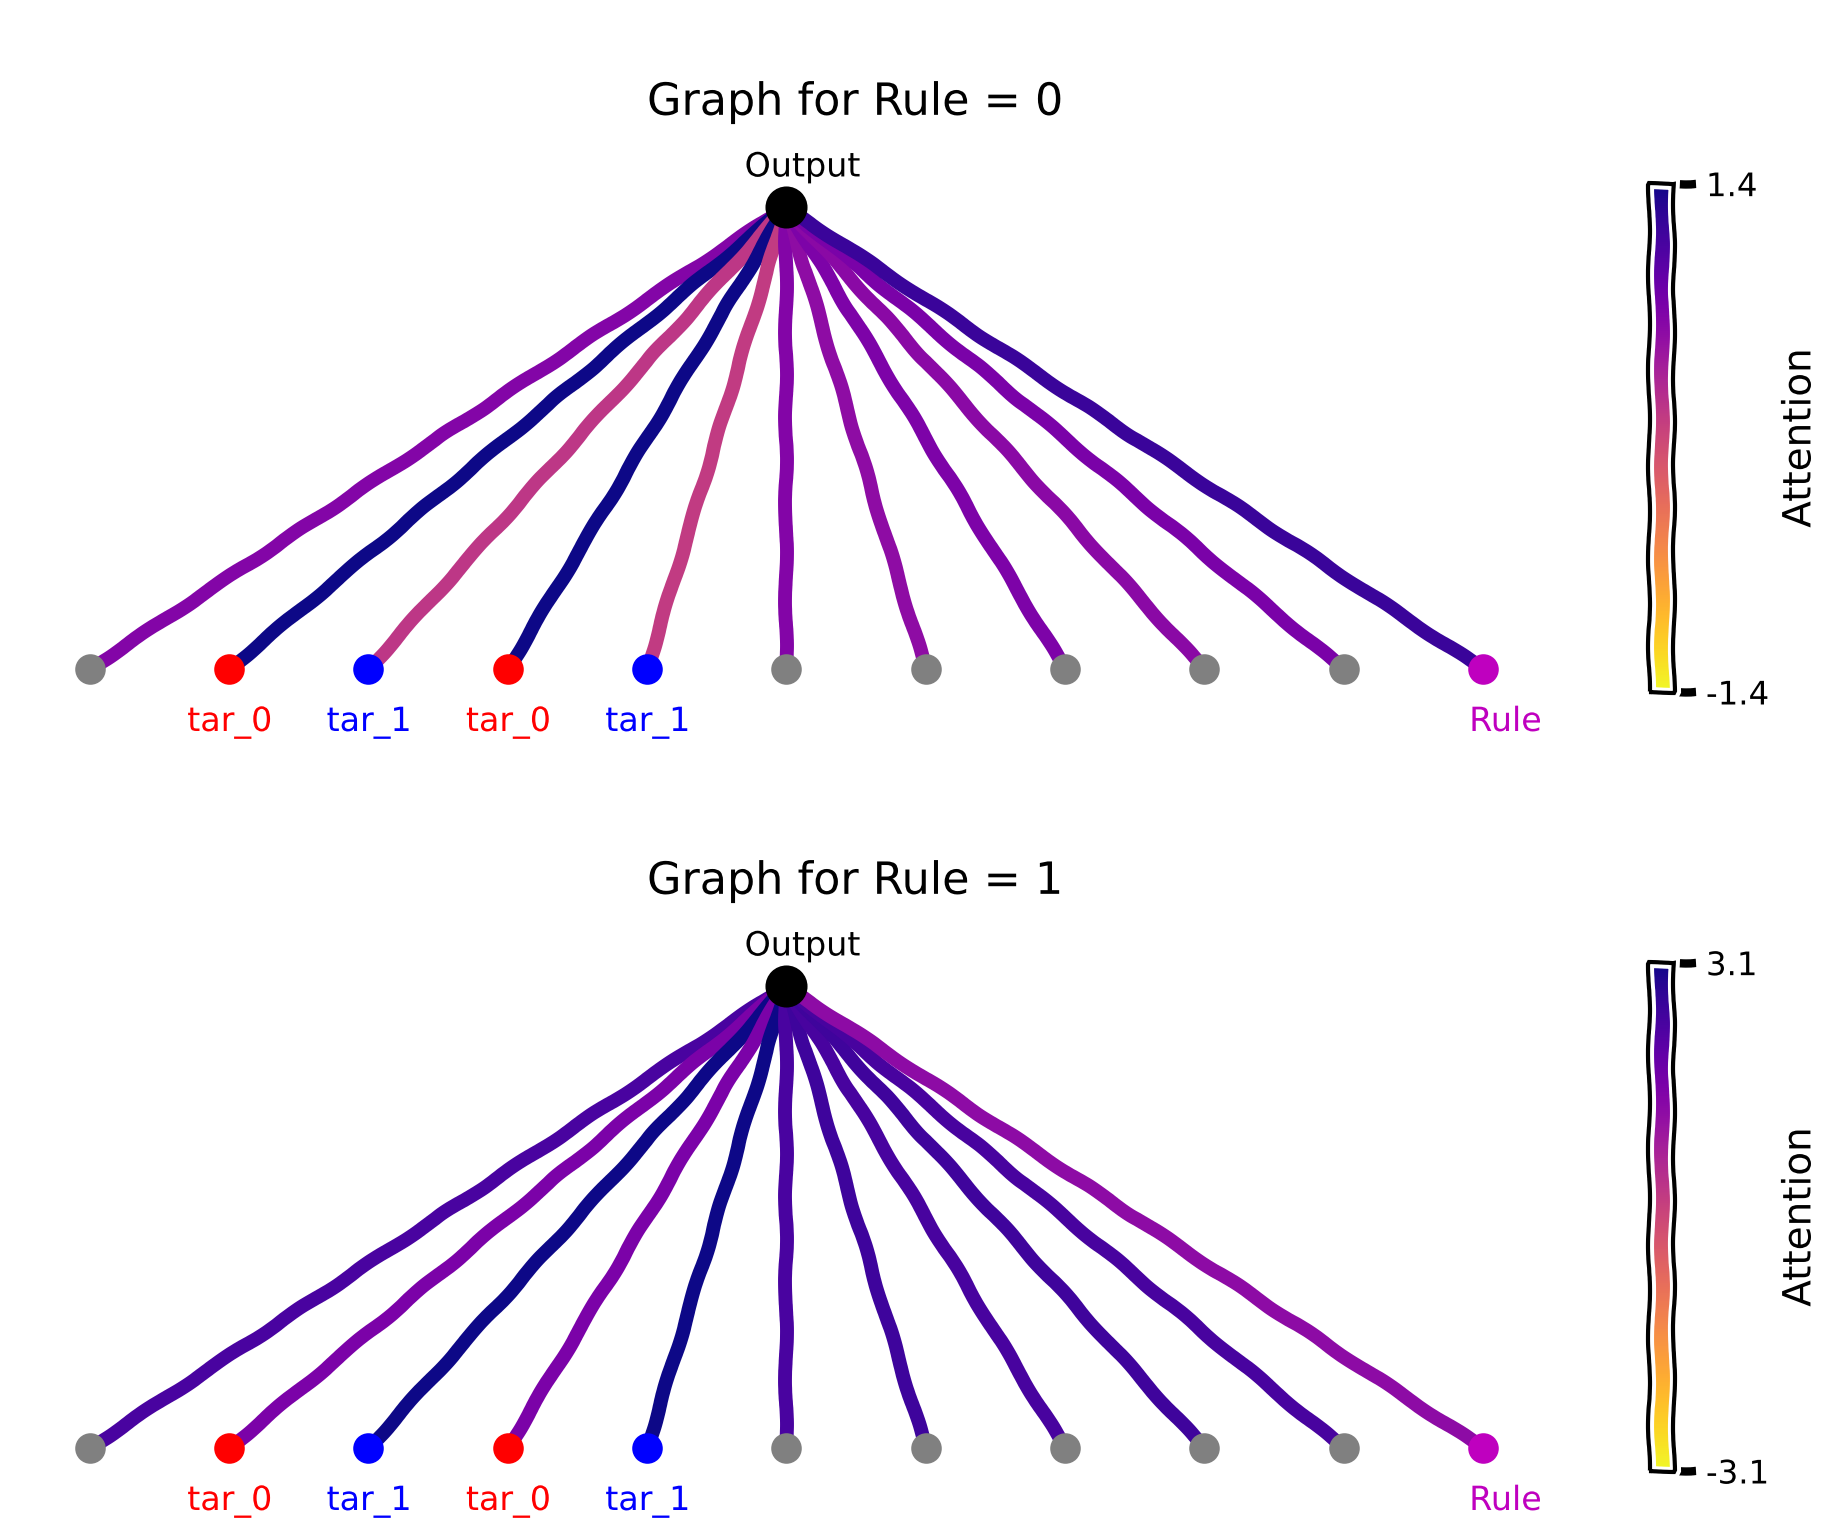 Graph for Rule = 0
Output
1.4
Attention
-1.4
tar_0 tar_1 tar_0 tar_1 Rule
Graph for Rule = 1
Output
3.1
Attention
-3.1
tar_0 tar_1 tar_0 tar_1 Rule